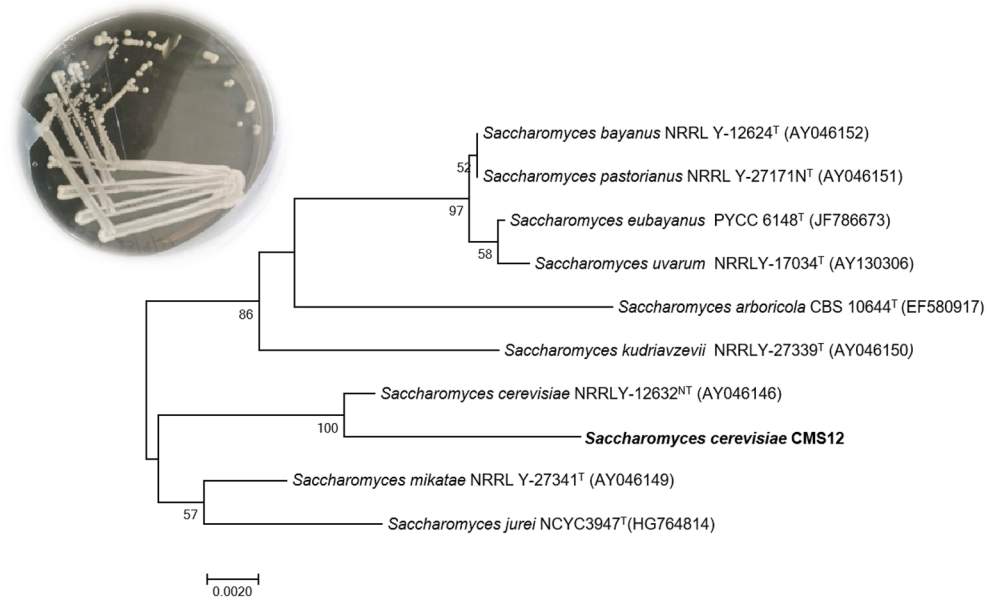 Saccharomyces bayanus NRRL Y-12624ᵀ (AY046152)
52
Saccharomyces pastorianus NRRL Y-27171Nᵀ (AY046151)
97
Saccharomyces eubayanus PYCC 6148ᵀ (JF786673)
58
Saccharomyces uvarum NRRLY-17034ᵀ (AY130306)
Saccharomyces arboricola CBS 10644ᵀ (EF580917)
86
Saccharomyces kudriavzevii NRRLY-27339ᵀ (AY046150)
Saccharomyces cerevisiae NRRLY-12632ᴺᵀ (AY046146)
100
Saccharomyces cerevisiae CMS12
Saccharomyces mikatae NRRL Y-27341ᵀ (AY046149)
57
Saccharomyces jurei NCYC3947ᵀ(HG764814)
0.0020